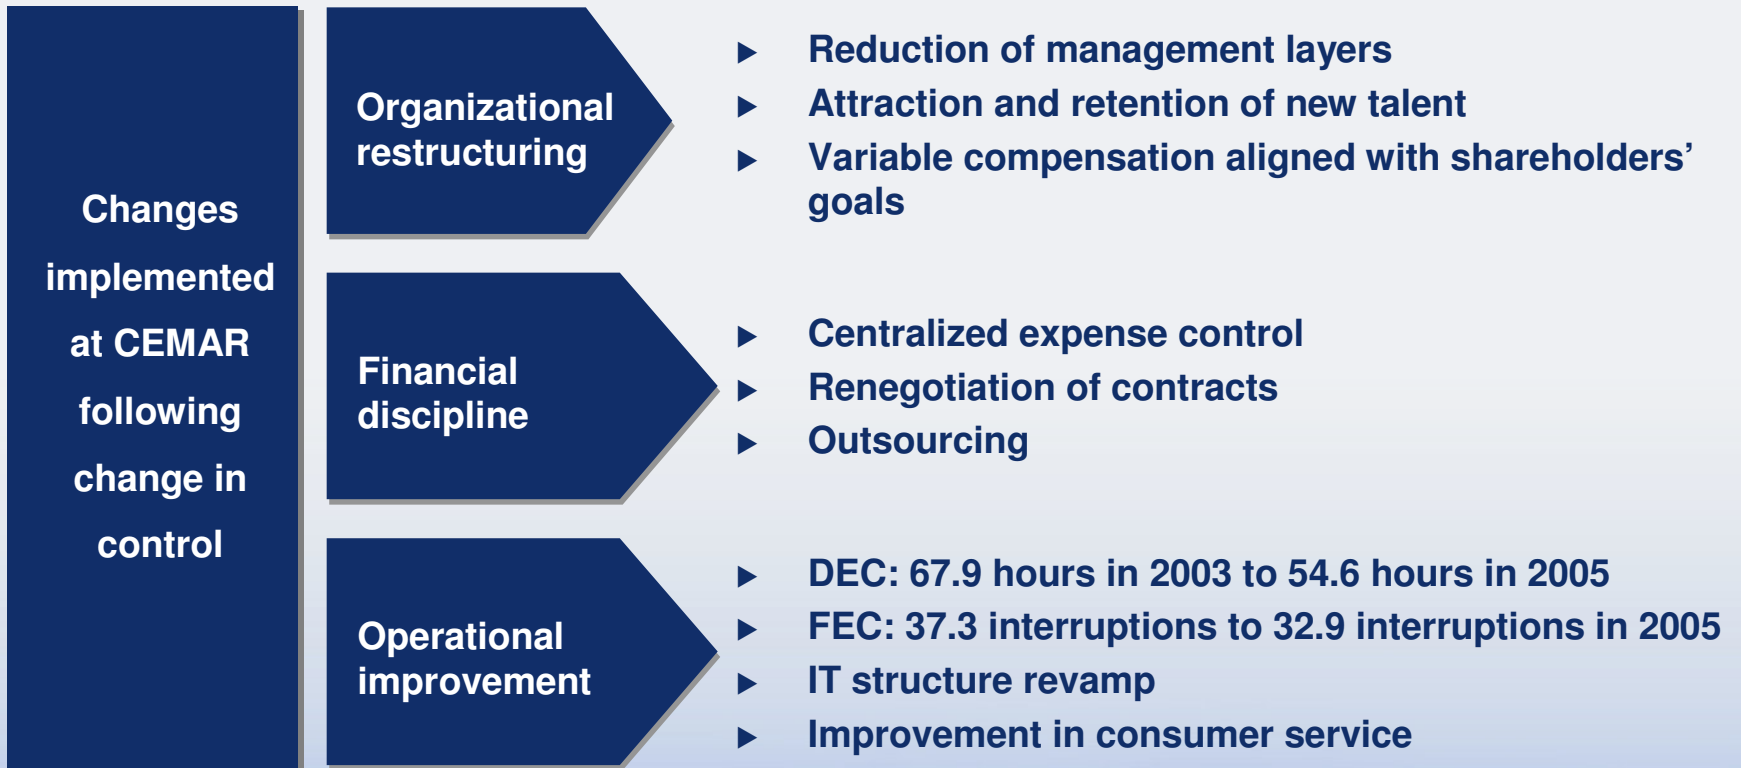 Changes
implemented
at CEMAR
following
change in
control
Organizational
restructuring
► Reduction of management layers
► Attraction and retention of new talent
► Variable compensation aligned with shareholders’
goals
Financial
discipline
► Centralized expense control
► Renegotiation of contracts
► Outsourcing
Operational
improvement
► DEC: 67.9 hours in 2003 to 54.6 hours in 2005
► FEC: 37.3 interruptions to 32.9 interruptions in 2005
► IT structure revamp
► Improvement in consumer service